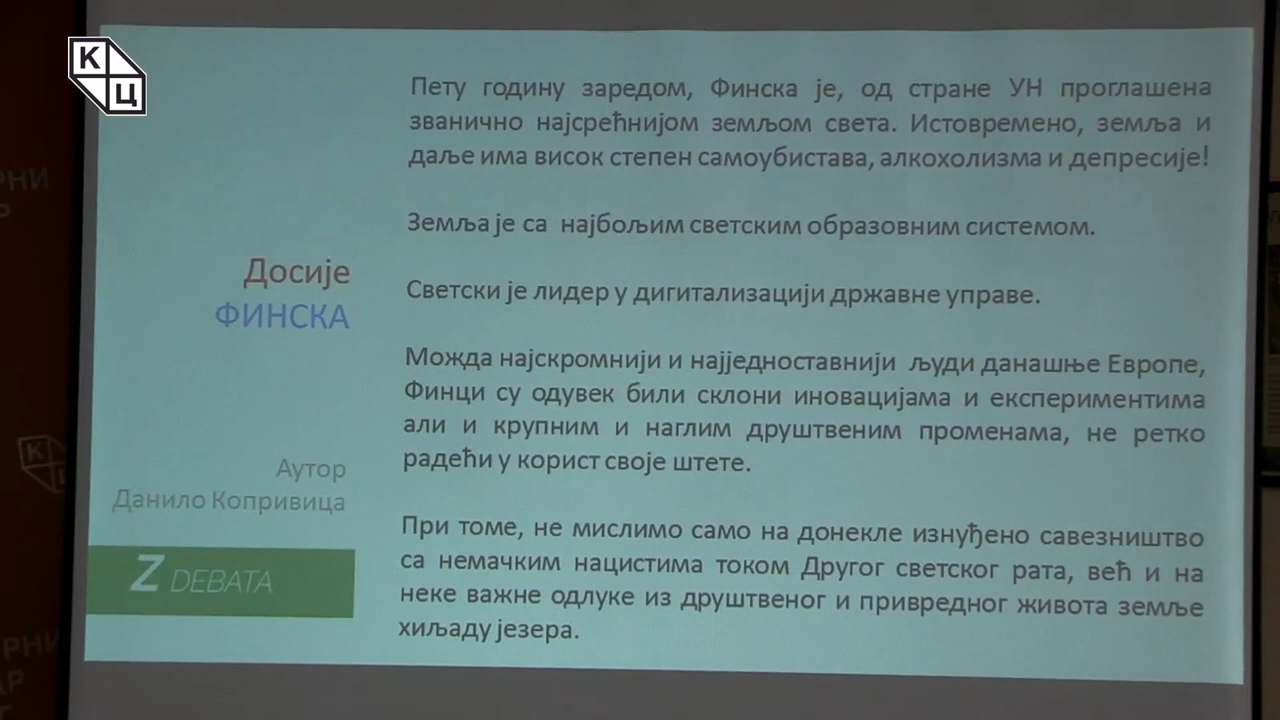 К
Ц
Пету годину заредом, Финска је, од стране УН проглашена
званично најсрећнијом земљом света. Истовремено, земља и
даље има висок степен самоубистава, алкохолизма и депресије!
Земља је са најбољим светским образовним системом.
Светски је лидер у дигитализацији државне управе.
Можда најскромнији и најједноставнији људи данашње Европе,
Финци су одувек били склони иновацијама и експериментима
али и крупним и наглим друштвеним променама, не ретко
радећи у корист своје штете.
При томе, не мислимо само на донекле изнуђено савезништво
са немачким нацистима током Другог светског рата, већ и на
неке важне одлуке из друштвеног и привредног живота земље
хиљаду језера.
Досије
ФИНСКА
Аутор
Данило Копривица
Z DEBATA